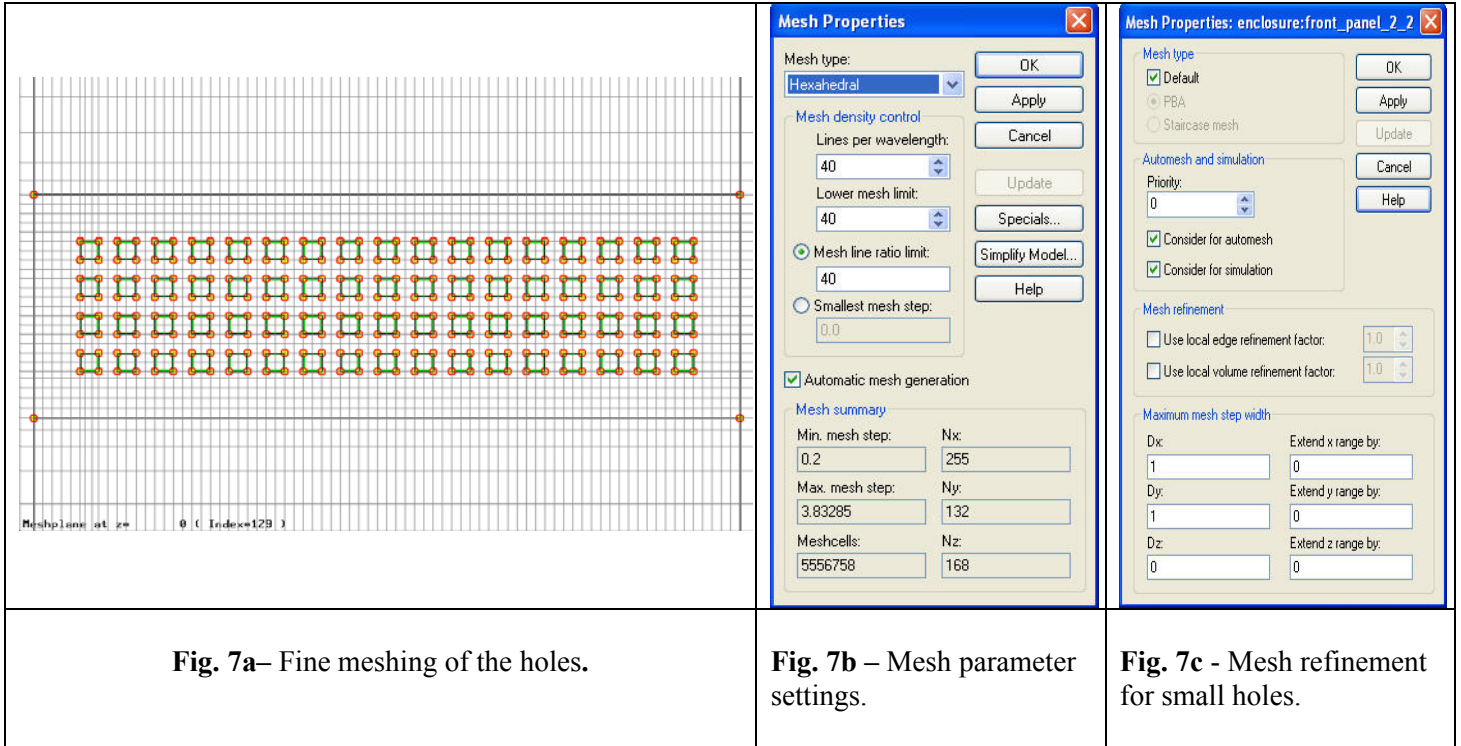 Meshplane at z= 0 ( Index=129 )
Mesh Properties
Mesh type:
Hexahedral
OK
Apply
Mesh density control
Lines per wavelength:
Cancel
40
Lower mesh limit:
Update
40
Specials...
Mesh line ratio limit:
Simplify Model...
40
Help
Smallest mesh step:
0.0
Automatic mesh generation
Mesh summary
Min. mesh step: Nx:
0.2 255
Max. mesh step: Ny:
3.83285 132
Meshcells: Nz:
5556758 168
Mesh Properties: enclosure:front_panel_2_2
Mesh type
Default
OK
PBA
Apply
Staircase mesh
Update
Automesh and simulation
Cancel
Priority:
0
Help
Consider for automesh
Consider for simulation
Mesh refinement
Use local edge refinement factor: 1.0
Use local volume refinement factor: 1.0
Maximum mesh step width
Dx: Extend x range by:
1 0
Dy: Extend y range by:
1 0
Dz: Extend z range by:
0 0
Fig. 7a– Fine meshing of the holes.
Fig. 7b – Mesh parameter
settings.
Fig. 7c - Mesh refinement
for small holes.